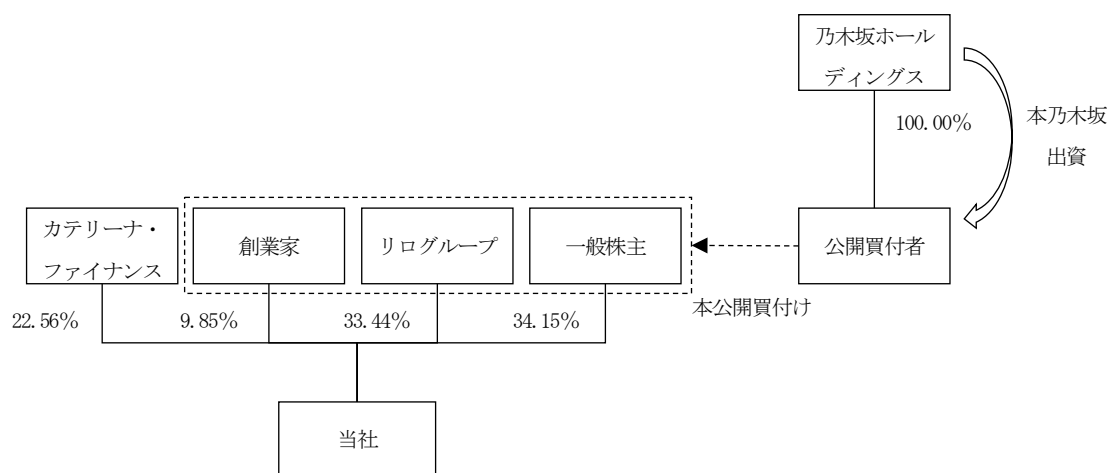 乃木坂ホール
ディングス
100.00%
本乃木坂
出資
カテリーナ・
ファイナンス
創業家
リログループ
一般株主
公開買付者
本公開買付け
22.56%
9.85%
33.44%
34.15%
当社